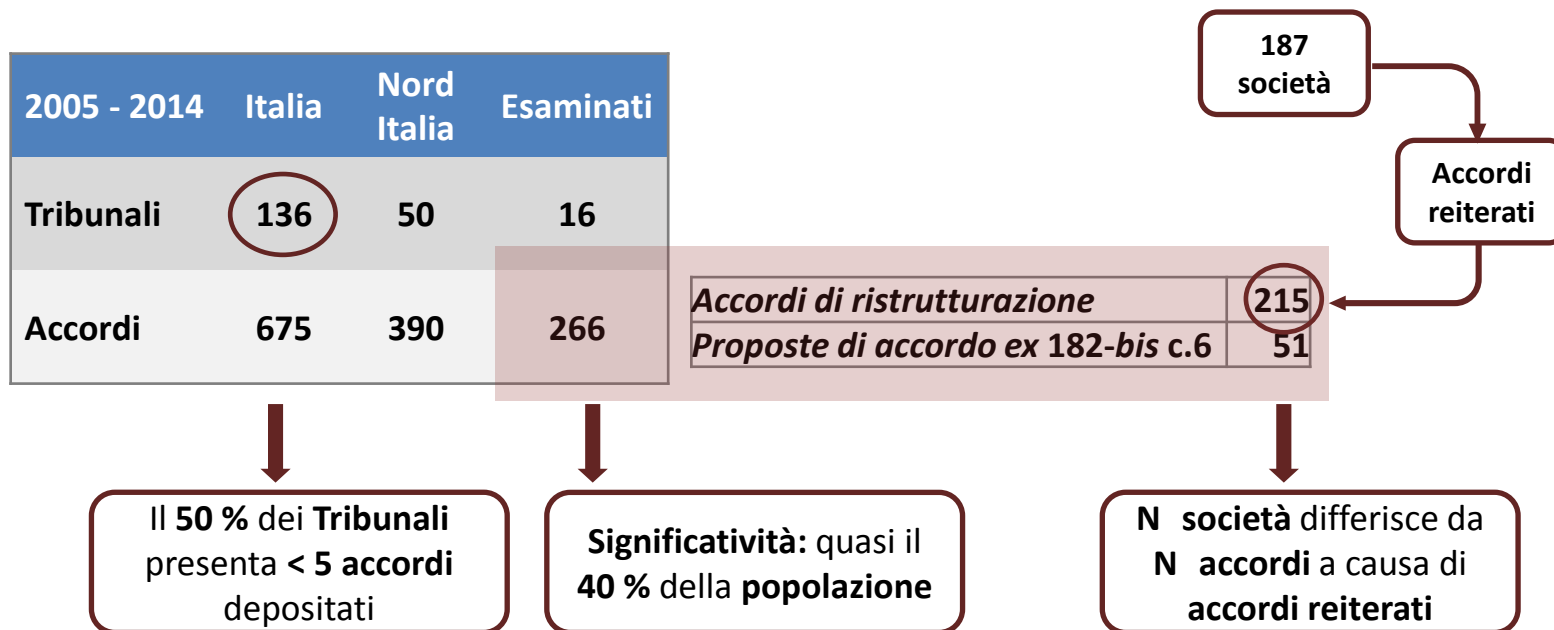 187
società
2005 - 2014 Italia Nord Italia Esaminati
Accordi
reiterati
Tribunali 136 50 16
Accordi 675 390 266
Accordi di ristrutturazione 215
Proposte di accordo ex 182-bis c.6 51
Il 50 % dei Tribunali
presenta < 5 accordi
depositati
Significatività: quasi il
40 % della popolazione
N società differisce da
N accordi a causa di
accordi reiterati